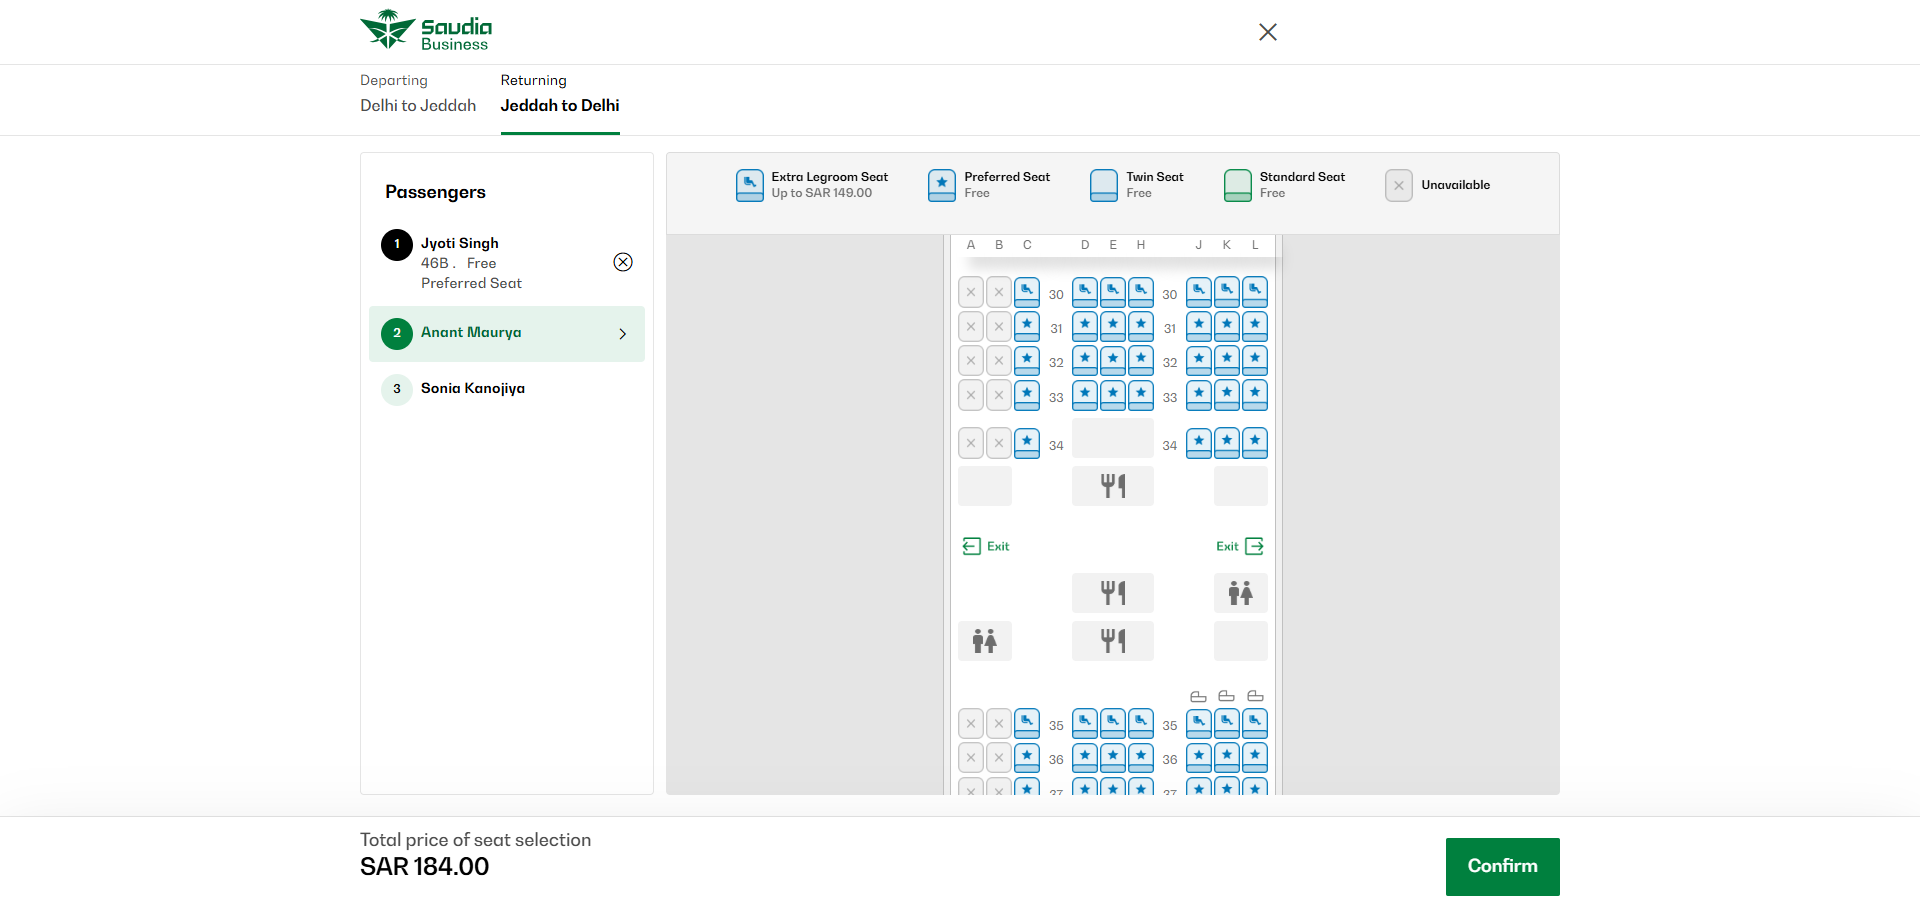 Saudia
Business
Departing
Delhi to Jeddah
Returning
Jeddah to Delhi
Passengers
1
Jyoti Singh
46B . Free
Preferred Seat
2
Anant Maurya
3
Sonia Kanojiya
Extra Legroom Seat
Up to SAR 149.00
Preferred Seat
Free
Twin Seat
Free
Standard Seat
Free
Unavailable
A B C D E H J K L
30 30
31 31
32 32
33 33
34 34
Exit Exit
35 35
36 36
37 37
Total price of seat selection
SAR 184.00
Confirm